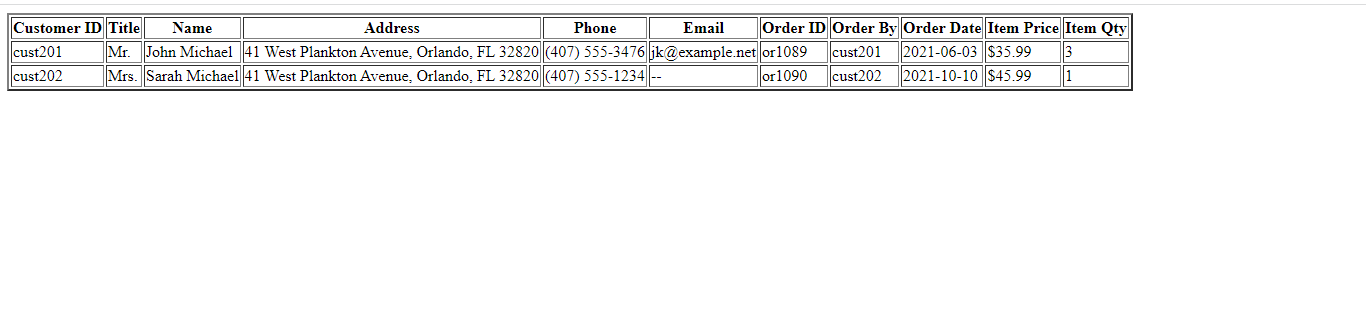 Customer ID Title Name Address Phone Email Order ID Order By Order Date Item Price Item Qty
cust201 Mr. John Michael 41 West Plankton Avenue, Orlando, FL 32820 (407) 555-3476 jk@example.net or1089 cust201 2021-06-03 $35.99 3
cust202 Mrs. Sarah Michael 41 West Plankton Avenue, Orlando, FL 32820 (407) 555-1234 -- or1090 cust202 2021-10-10 $45.99 1